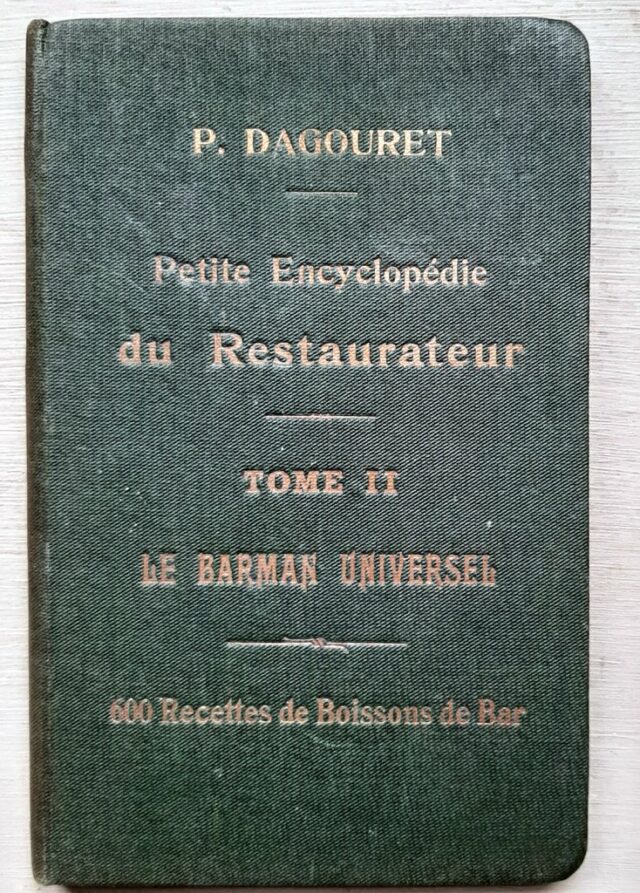 P. DAGOURET
Petite Encyclopédie
du Restaurateur
TOME II
LE BARMAN UNIVERSEL
600 Recettes de Boissons de Bar